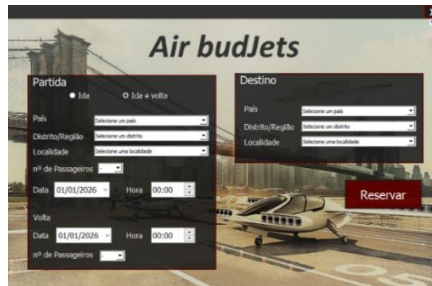 Air budJets
Partida
Ida
Ida e volta
País
Selecione um país
Distrito/Região
Selecione um distrito
Localidade
Selecione uma localidade
nº de Passageiros
-
Data
01/01/2026
Hora
00:00
Volta
Data
01/01/2026
Hora
00:00
nº de Passageiros
-
Destino
País
Selecione um país
Distrito/Região
Selecione um distrito
Localidade
Selecione uma localidade
Reservar